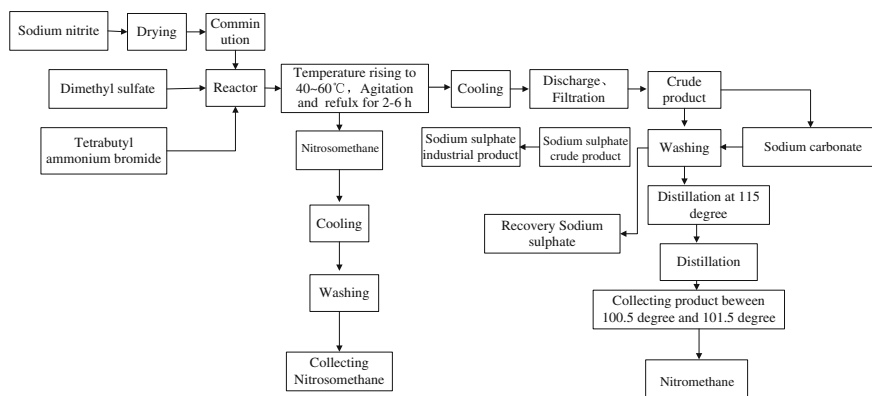 Sodium nitrite
Drying
Commin
ution
Dimethyl sulfate
Reactor
Temperature rising to
40~60℃, Agitation
and refulx for 2-6 h
Cooling
Discharge、
Filtration
Crude
product
Tetrabutyl
ammonium bromide
Nitrosomethane
Sodium sulphate
industrial product
Sodium sulphate
crude product
Washing
Sodium carbonate
Cooling
Recovery Sodium
sulphate
Distillation at 115
degree
Distillation
Washing
Collecting product beween
100.5 degree and 101.5 degree
Collecting
Nitrosomethane
Nitromethane